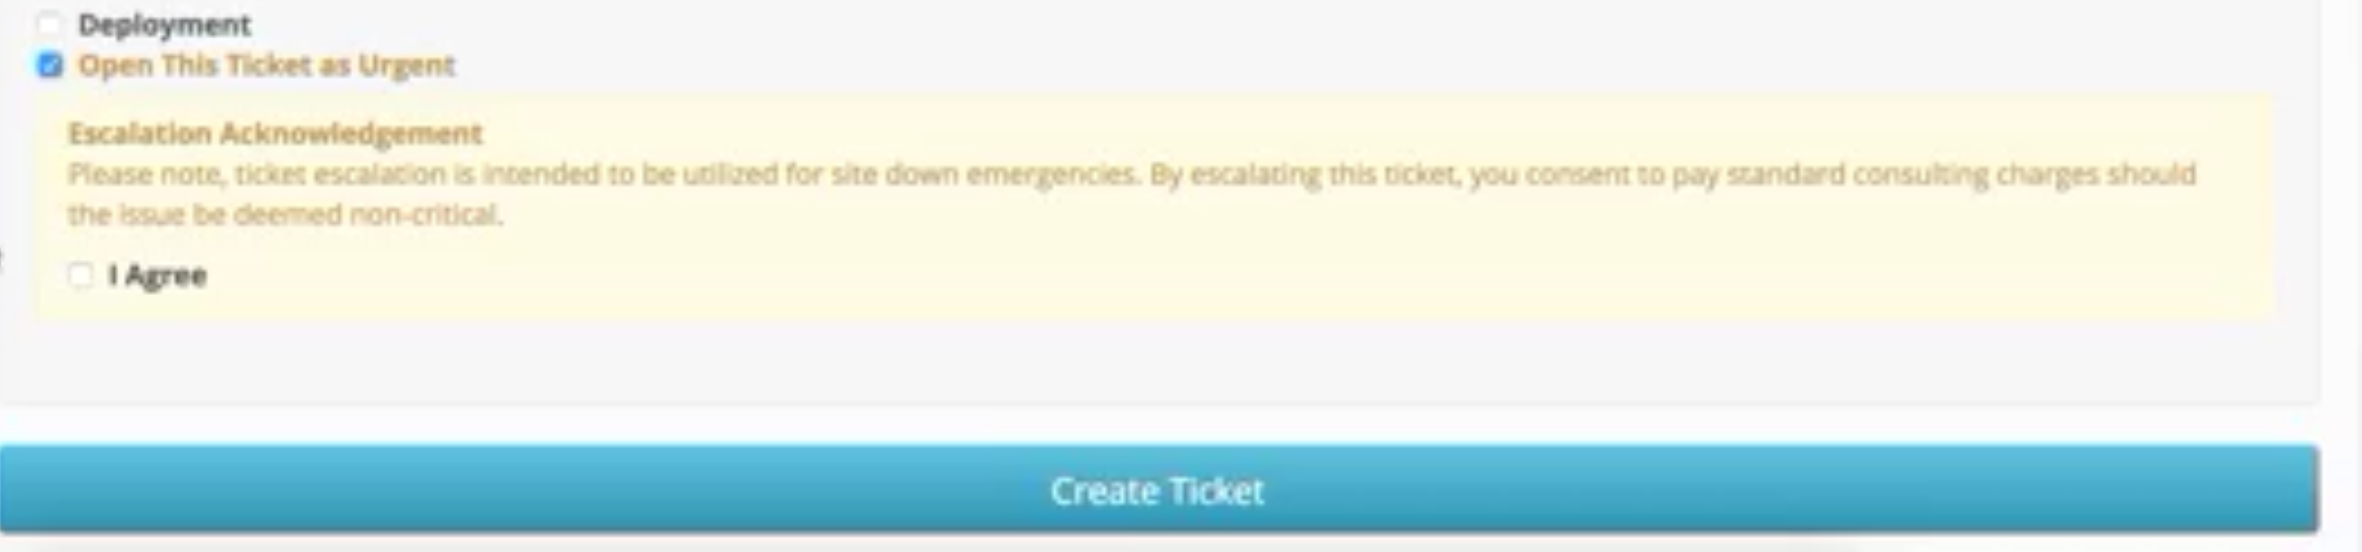 Deployment
Open This Ticket as Urgent
Escalation Acknowledgement
Please note, ticket escalation is intended to be utilized for site down emergencies. By escalating this ticket, you consent to pay standard consulting charges should
the issue be deemed non-critical.
I Agree
Create Ticket